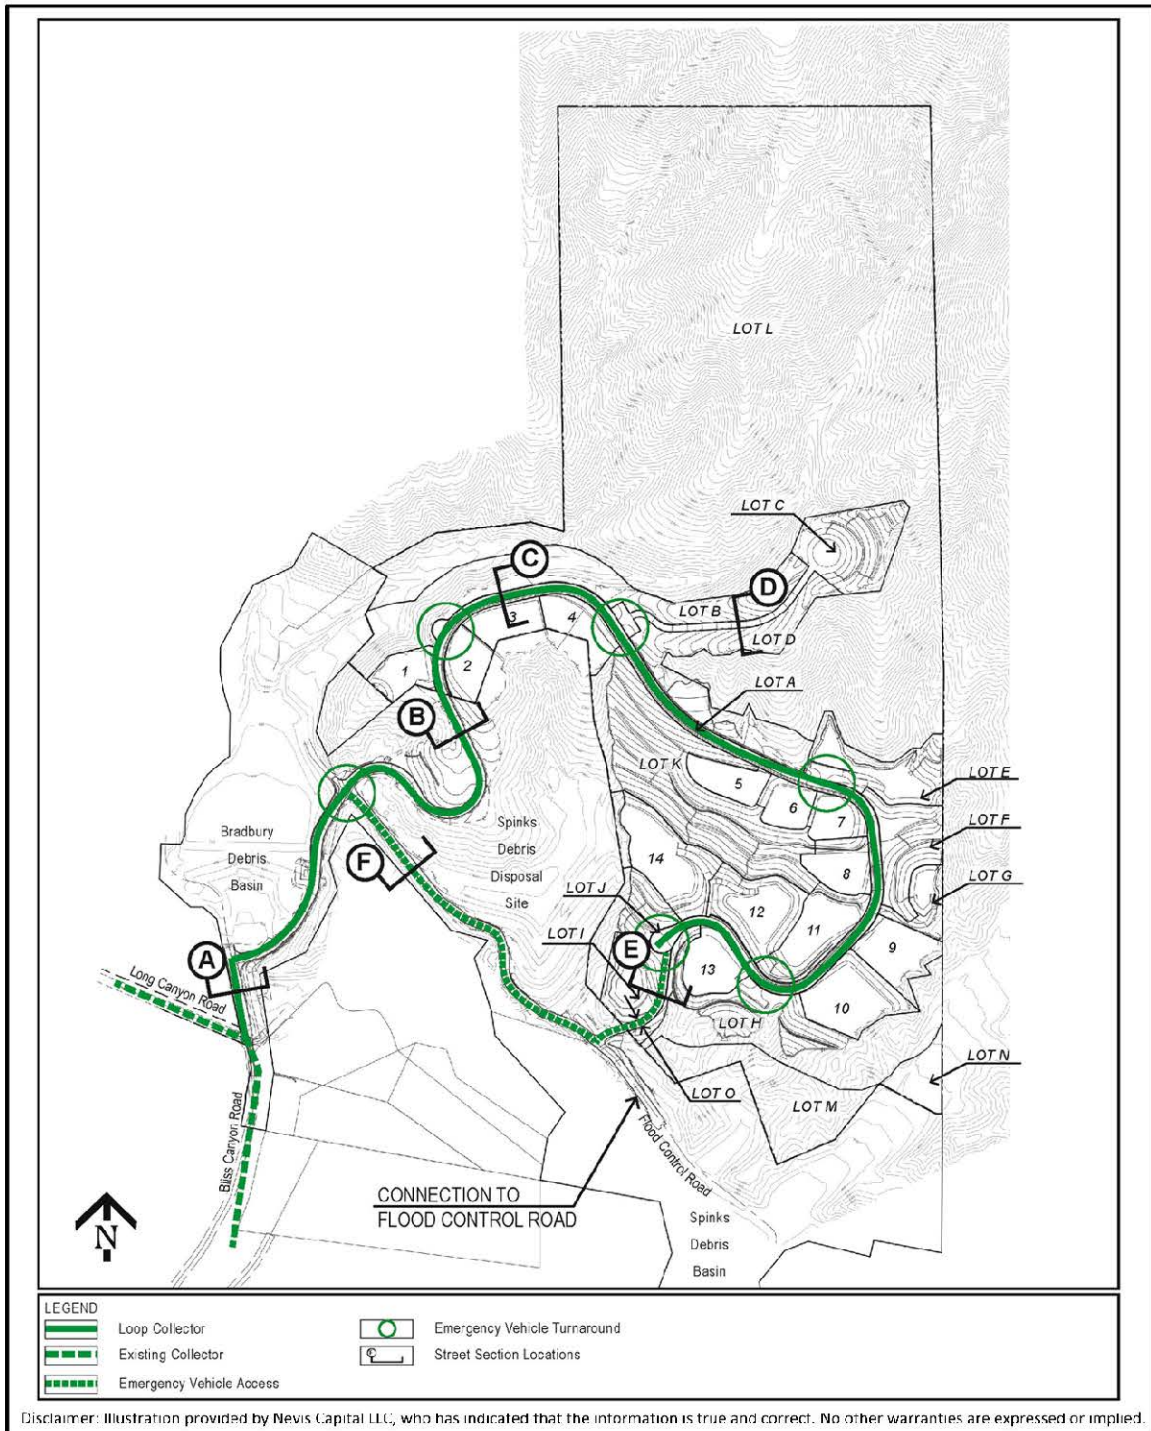 LOT L
LOT C
C
D
LOT B
3
4
LOT D
1
2
LOT A
B
LOT K
5
LOT E
6
7
Bradbury
Debris
Basin
Spinks
Debris
Disposal
Site
LOT F
F
14
8
LOT G
LOT J
12
LOT I
11
E
9
A
13
Long Canyon Road
10
LOT H
LOT N
LOT O
LOT M
Bliss Canyon Road
Flood Control Road
CONNECTION TO
FLOOD CONTROL ROAD
N
Spinks
Debris
Basin
LEGEND
Loop Collector
Emergency Vehicle Turnaround
Existing Collector
Street Section Locations
Emergency Vehicle Access
Disclaimer: Illustration provided by Nevis Capital LLC, who has indicated that the information is true and correct. No other warranties are expressed or implied.